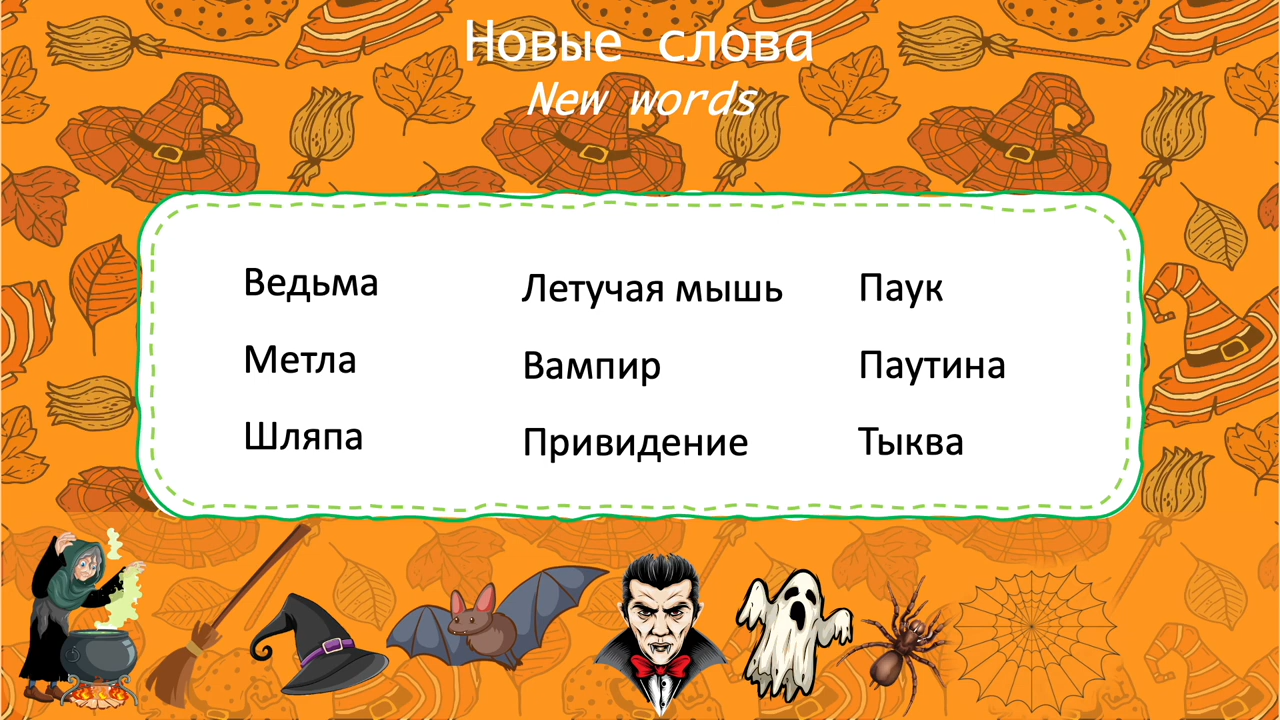 Новые слова
New words
Ведьма
Метла
Шляпа
Летучая мышь
Вампир
Привидение
Паук
Паутина
Тыква